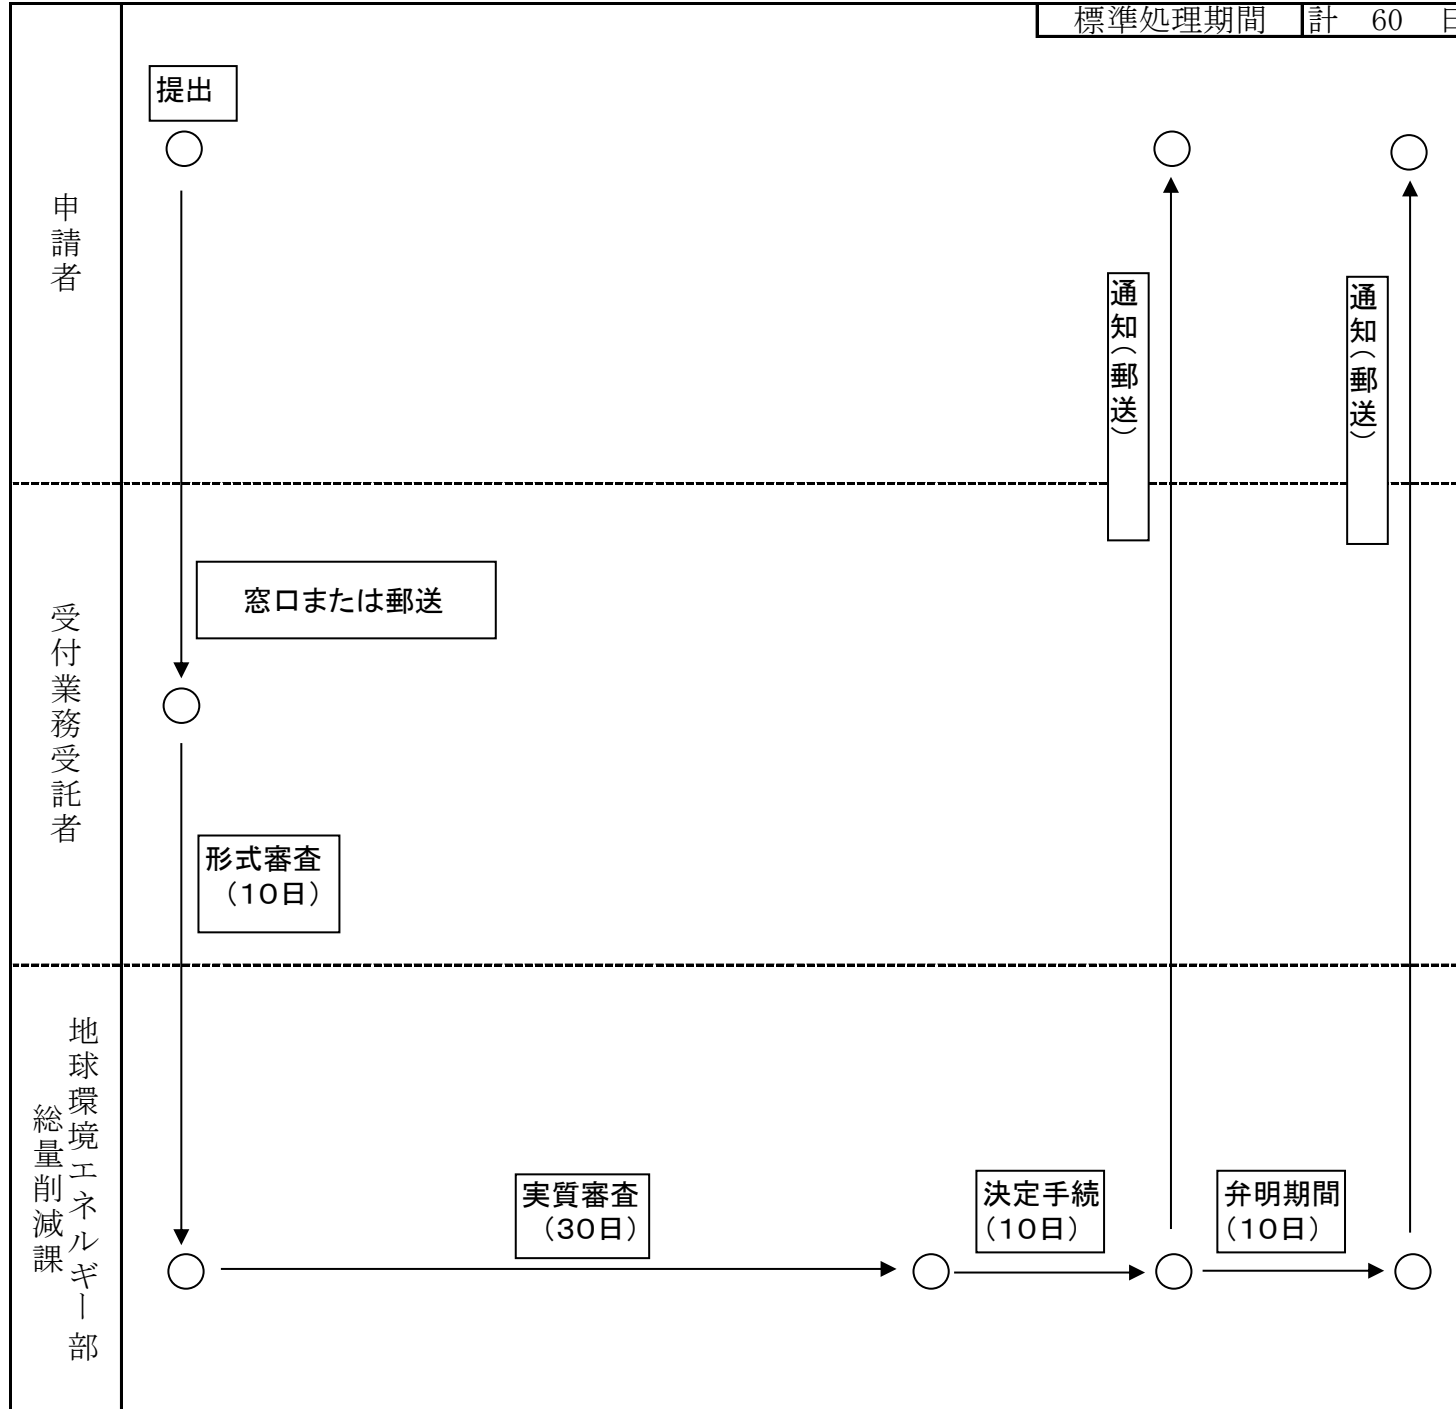 標準処理期間 計 60 日
提出
申請者
通知（郵送）
通知（郵送）
窓口または郵送
受付業務受託者
形式審査
（10日）
地球環境エネルギー部
総量削減課
実質審査
（30日）
決定手続
（10日）
弁明期間
（10日）